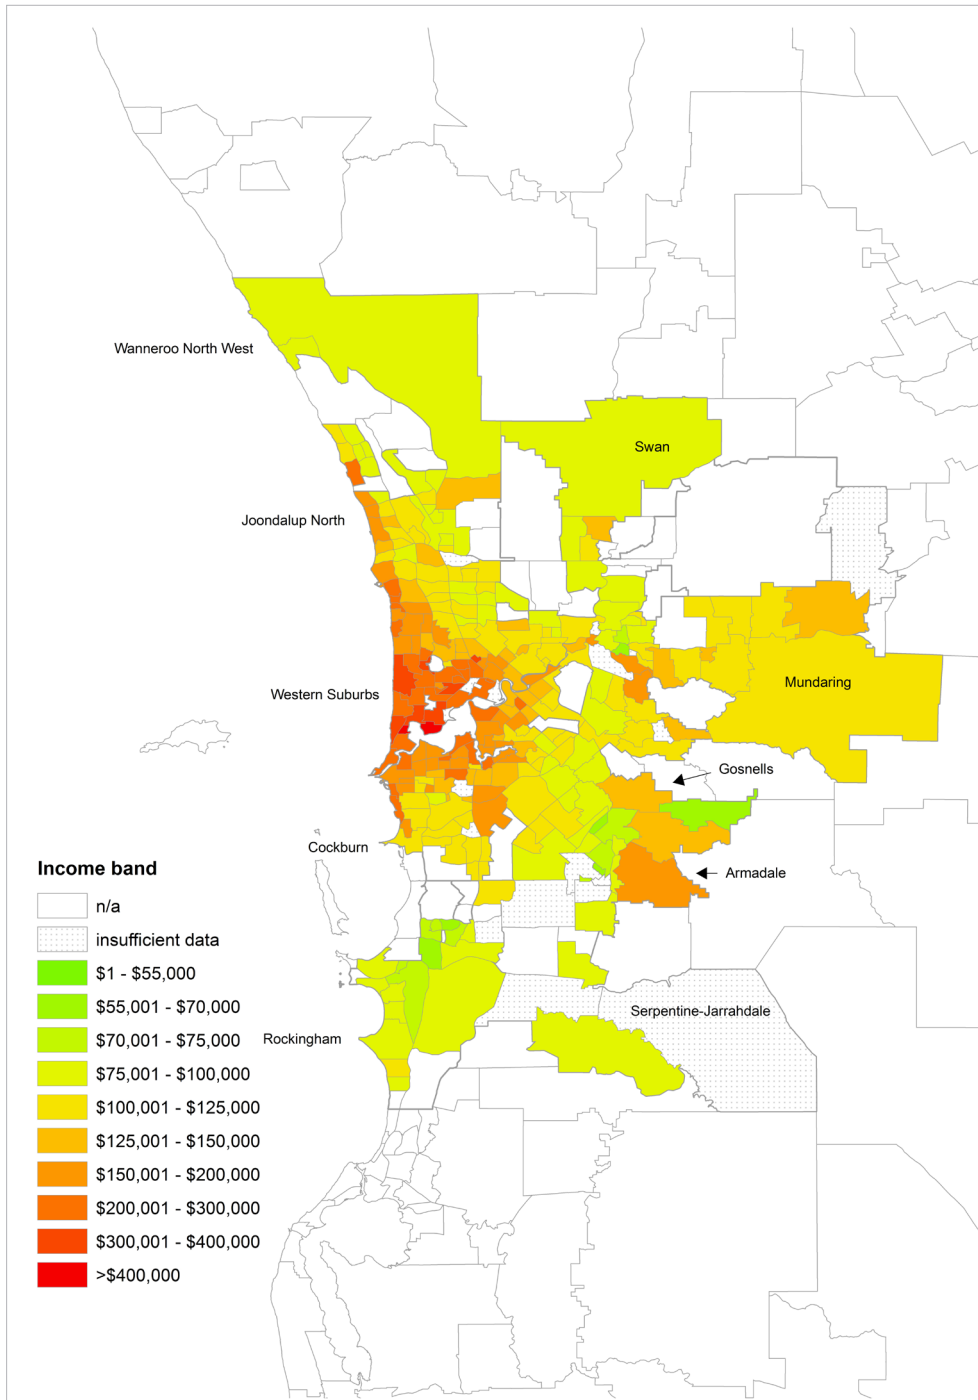 Wanneroo North West
Swan
Joondalup North
Western Suburbs
Mundaring
Gosnells
Cockburn
Armadale
Serpentine-Jarrahdale
Rockingham
Income band
n/a
insufficient data
$1 - $55,000
$55,001 - $70,000
$70,001 - $75,000
$75,001 - $100,000
$100,001 - $125,000
$125,001 - $150,000
$150,001 - $200,000
$200,001 - $300,000
$300,001 - $400,000
>$400,000